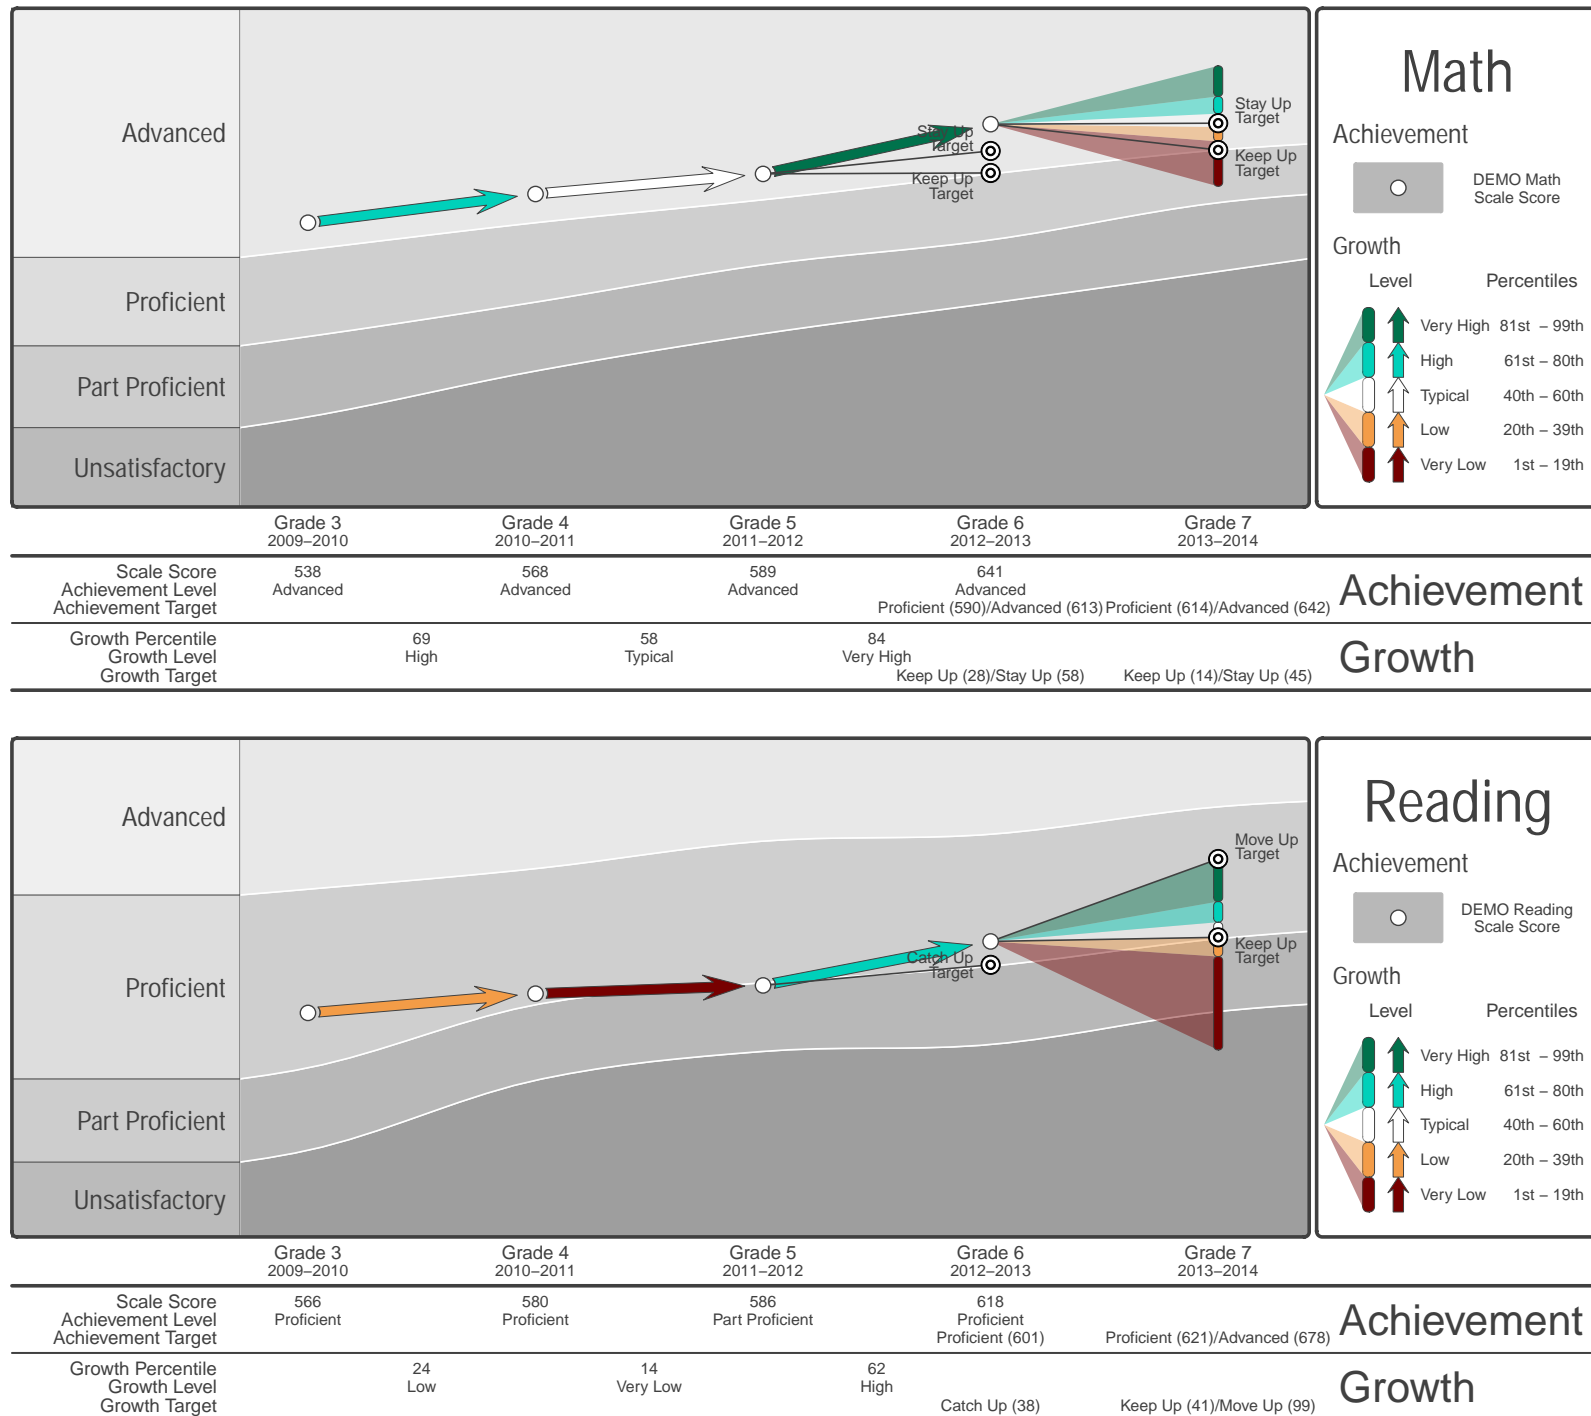 Math
Advanced
Proficient
Part Proficient
Unsatisfactory
Stay Up
Target
Keep Up
Target
Stay Up
Target
Keep Up
Target
Achievement
DEMO Math
Scale Score
Growth
Level Percentiles
Very High 81st – 99th
High 61st – 80th
Typical 40th – 60th
Low 20th – 39th
Very Low 1st – 19th
Grade 3 Grade 4 Grade 5 Grade 6 Grade 7
2009–2010 2010–2011 2011–2012 2012–2013 2013–2014
Scale Score 538 568 589 641
Achievement Level Advanced Advanced Advanced Advanced
Achievement Target Proficient (590)/Advanced (613) Proficient (614)/Advanced (642)
Achievement
Growth Percentile 69 58 84
Growth Level High Typical Very High
Growth Target Keep Up (28)/Stay Up (58) Keep Up (14)/Stay Up (45)
Growth
Reading
Advanced
Proficient
Part Proficient
Unsatisfactory
Catch Up
Target
Move Up
Target
Keep Up
Target
Achievement
DEMO Reading
Scale Score
Growth
Level Percentiles
Very High 81st – 99th
High 61st – 80th
Typical 40th – 60th
Low 20th – 39th
Very Low 1st – 19th
Grade 3 Grade 4 Grade 5 Grade 6 Grade 7
2009–2010 2010–2011 2011–2012 2012–2013 2013–2014
Scale Score 566 580 586 618
Achievement Level Proficient Proficient Part Proficient Proficient
Achievement Target Proficient (601) Proficient (621)/Advanced (678)
Achievement
Growth Percentile 24 14 62
Growth Level Low Very Low High
Growth Target Catch Up (38) Keep Up (41)/Move Up (99)
Growth